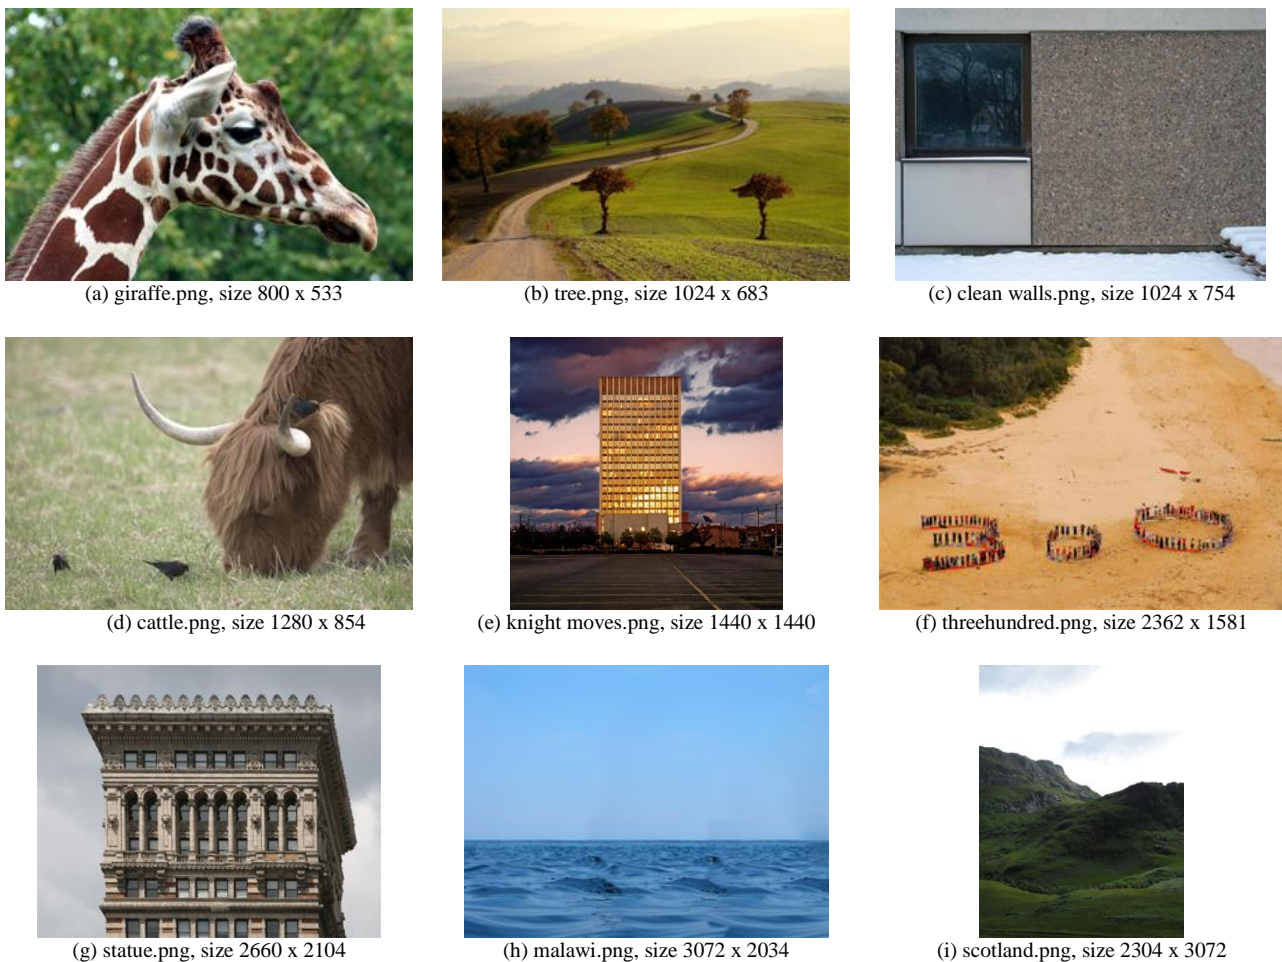 (a) giraffe.png, size 800 x 533
(b) tree.png, size 1024 x 683
(c) clean walls.png, size 1024 x 754
(d) cattle.png, size 1280 x 854
(e) knight moves.png, size 1440 x 1440
(f) threehundred.png, size 2362 x 1581
(g) statue.png, size 2660 x 2104
(h) malawi.png, size 3072 x 2034
(i) scotland.png, size 2304 x 3072